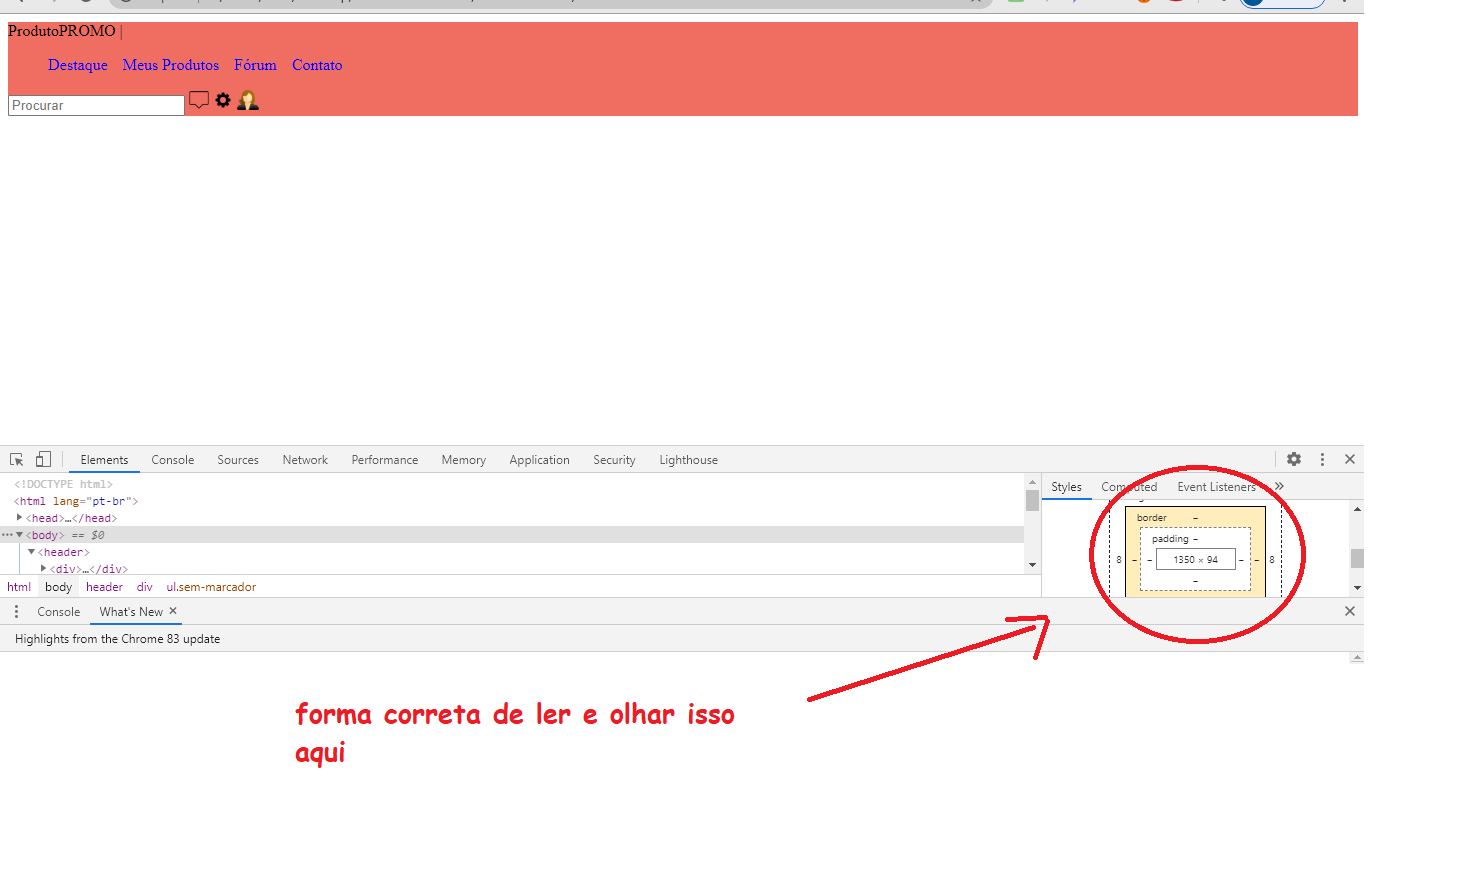 ProdutoPROMO |
Destaque Meus Produtos Fórum Contato
Procurar
Elements Console Sources Network Performance Memory Application Security Lighthouse
<!DOCTYPE html>
<html lang="pt-br">
<head>…</head>
<body> == $0
<header>
<div>…</div>
html body header div ul.sem-marcador
Styles Computed Event Listeners »
border –
padding –
8 – – 1350 × 94 – – 8
–
Console What's New ×
Highlights from the Chrome 83 update
forma correta de ler e olhar isso
aqui